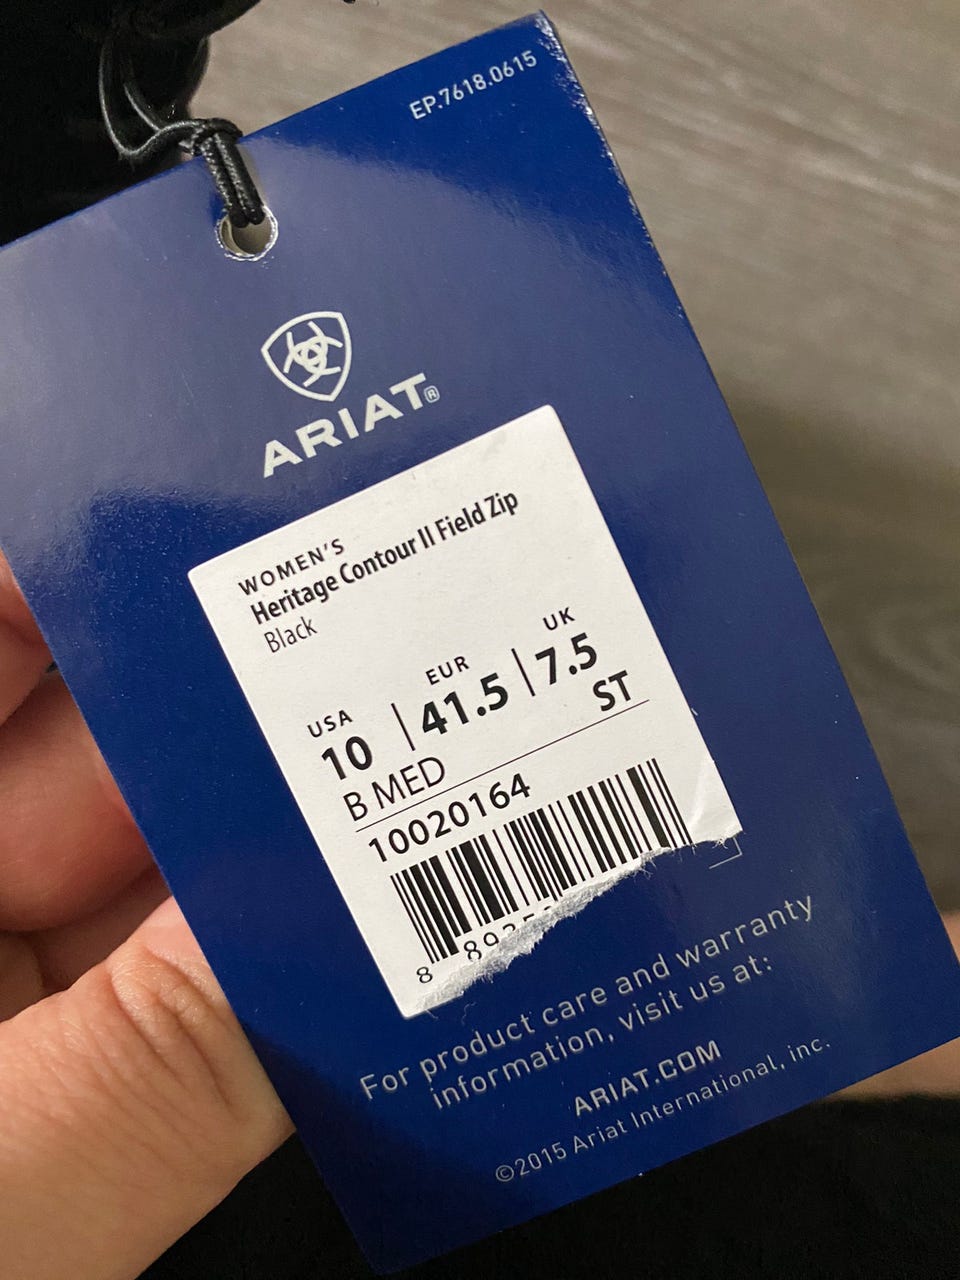 EP.7618.0615
ARIAT®
WOMEN'S
Heritage Contour II Field Zip
Black
USA | EUR | UK
10 | 41.5 | 7.5
B MED ST
10020164
8
For product care and warranty
information, visit us at:
ARIAT.COM
©2015 Ariat International, inc.